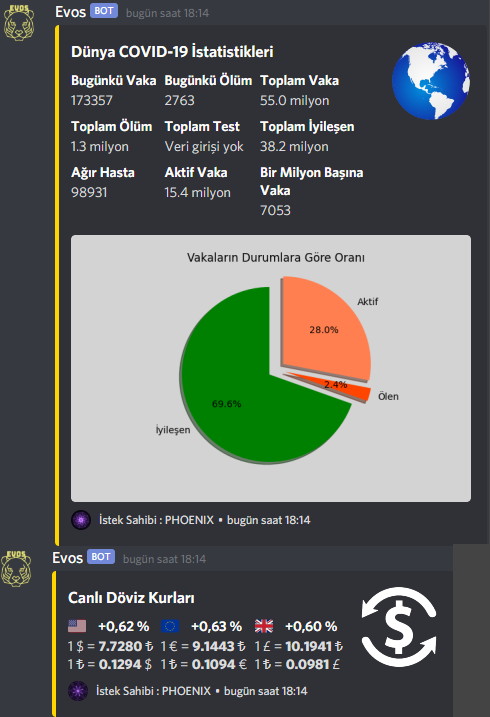 EVOS
Evos BOT bugün saat 18:14
Dünya COVID-19 İstatistikleri
Bugünkü Vaka Bugünkü Ölüm Toplam Vaka
173357 2763 55.0 milyon
Toplam Ölüm Toplam Test Toplam İyileşen
1.3 milyon Veri girişi yok 38.2 milyon
Ağır Hasta Aktif Vaka Bir Milyon Başına
Vaka
98931 15.4 milyon
7053
Vakaların Durumlara Göre Oranı
Aktif
28.0%
2.4%
Ölen
69.6%
İyileşen
İstek Sahibi : PHOENIX • bugün saat 18:14
EVOS
Evos BOT bugün saat 18:14
Canlı Döviz Kurları
+0,62 % +0,63 % +0,60 %
1 $ = 7.7280 ₺ 1 € = 9.1443 ₺ 1 £ = 10.1941 ₺
1 ₺ = 0.1294 $ 1 ₺ = 0.1094 € 1 ₺ = 0.0981 £
$
İstek Sahibi : PHOENIX • bugün saat 18:14